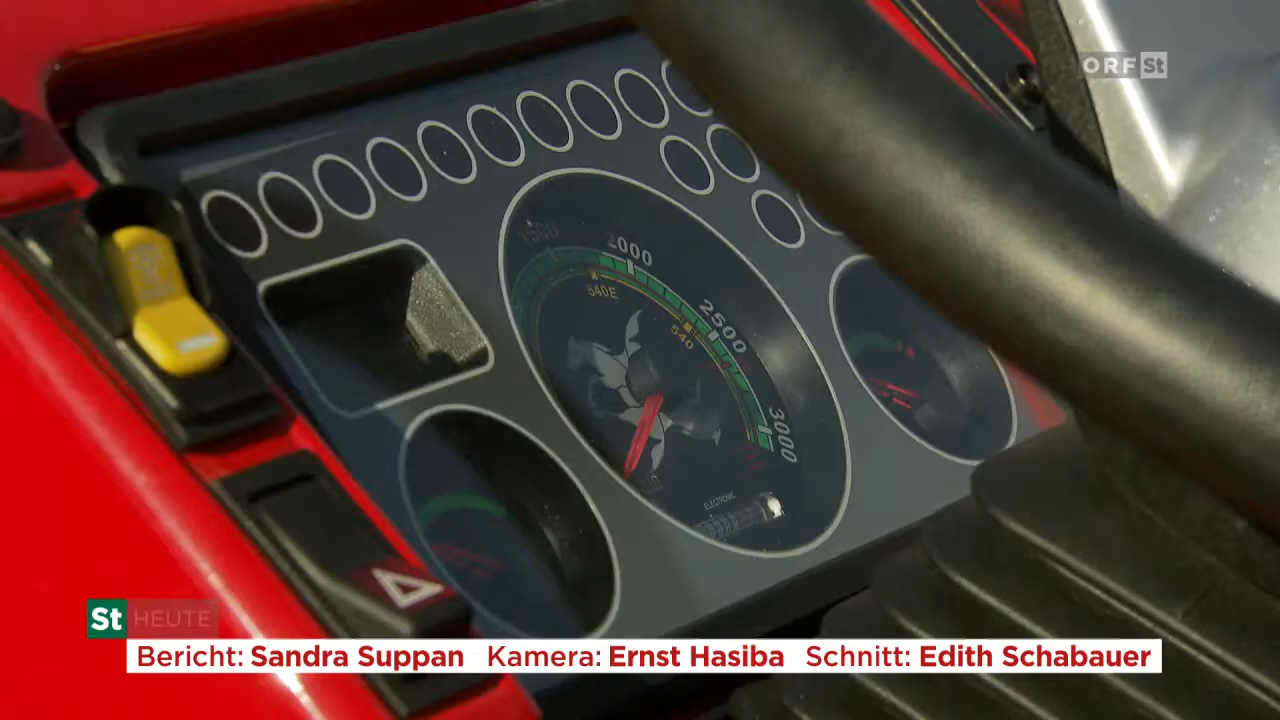 ORF St
1500
2000
540E
2500
540
3000
ELECTRONIC
St HEUTE
Bericht: Sandra Suppan Kamera: Ernst Hasiba Schnitt: Edith Schabauer